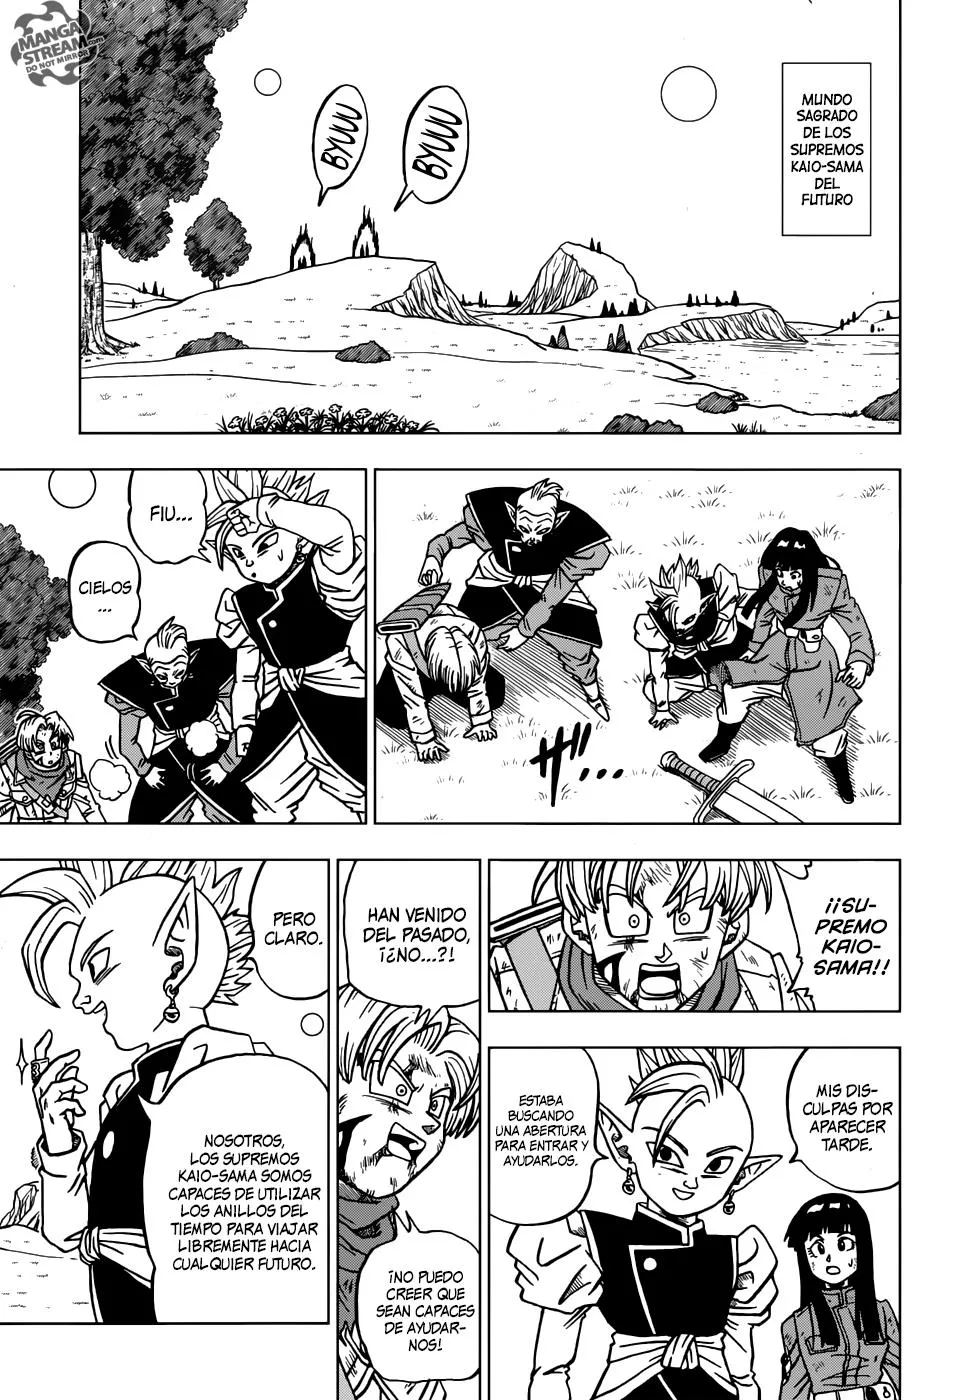 MANGA
STREAM.com
DO NOT MIRROR
MUNDO
SAGRADO
DE LOS
SUPREMOS
KAIO-SAMA
DEL
FUTURO
BYUUU
BYUUU
ザッ…
FIU...
CIELOS
...
¡¡SU-
PREMO
KAIO-
SAMA!!
MIS DIS-
CULPAS POR
APARECER
TARDE.
ESTABA
BUSCANDO
UNA ABERTURA
PARA ENTRAR Y
AYUDARLOS.
HAN VENIDO
DEL PASADO,
¡¿NO...?!
¡NO PUEDO
CREER QUE
SEAN CAPACES
DE AYUDAR-
NOS!
PERO
CLARO.
NOSOTROS,
LOS SUPREMOS
KAIO-SAMA SOMOS
CAPACES DE UTILIZAR
LOS ANILLOS DEL
TIEMPO PARA VIAJAR
LIBREMENTE HACIA
CUALQUIER FUTURO.